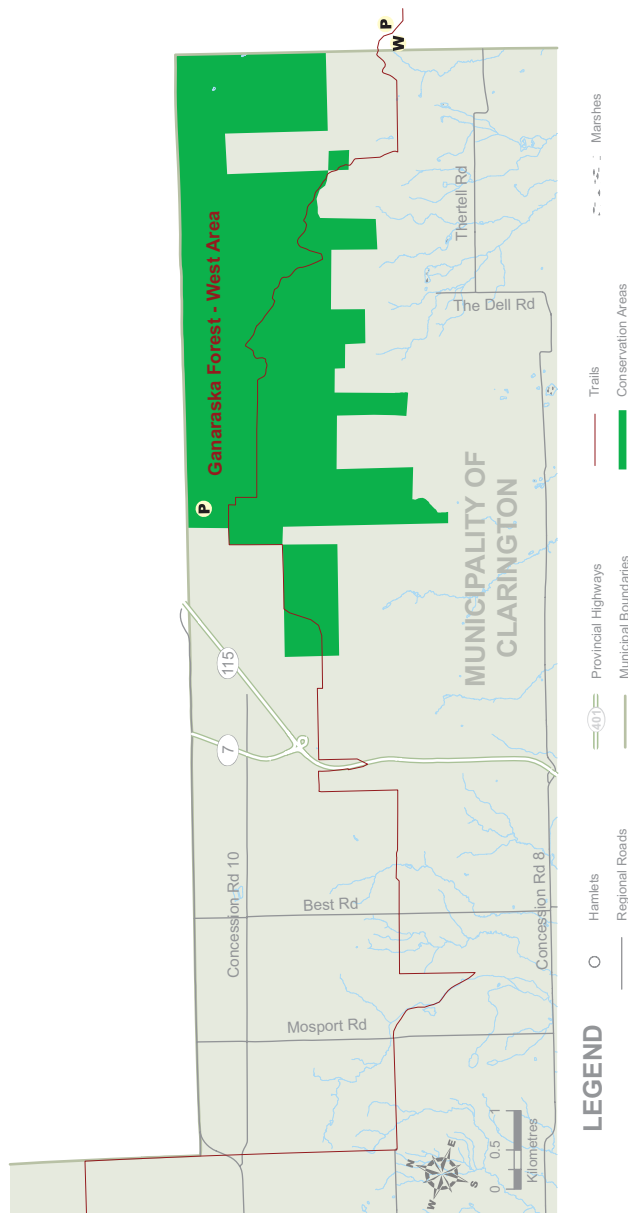 P
W
Ganaraska Forest - West Area
P
Thertell Rd
The Dell Rd
MUNICIPALITY OF
CLARINGTON
115
7
Concession Rd 10
Best Rd
Mosport Rd
Concession Rd 8
N
E
S
W
0 0.5 1
Kilometres
LEGEND
Hamlets
Regional Roads
401
Provincial Highways
Municipal Boundaries
Trails
Conservation Areas
Marshes